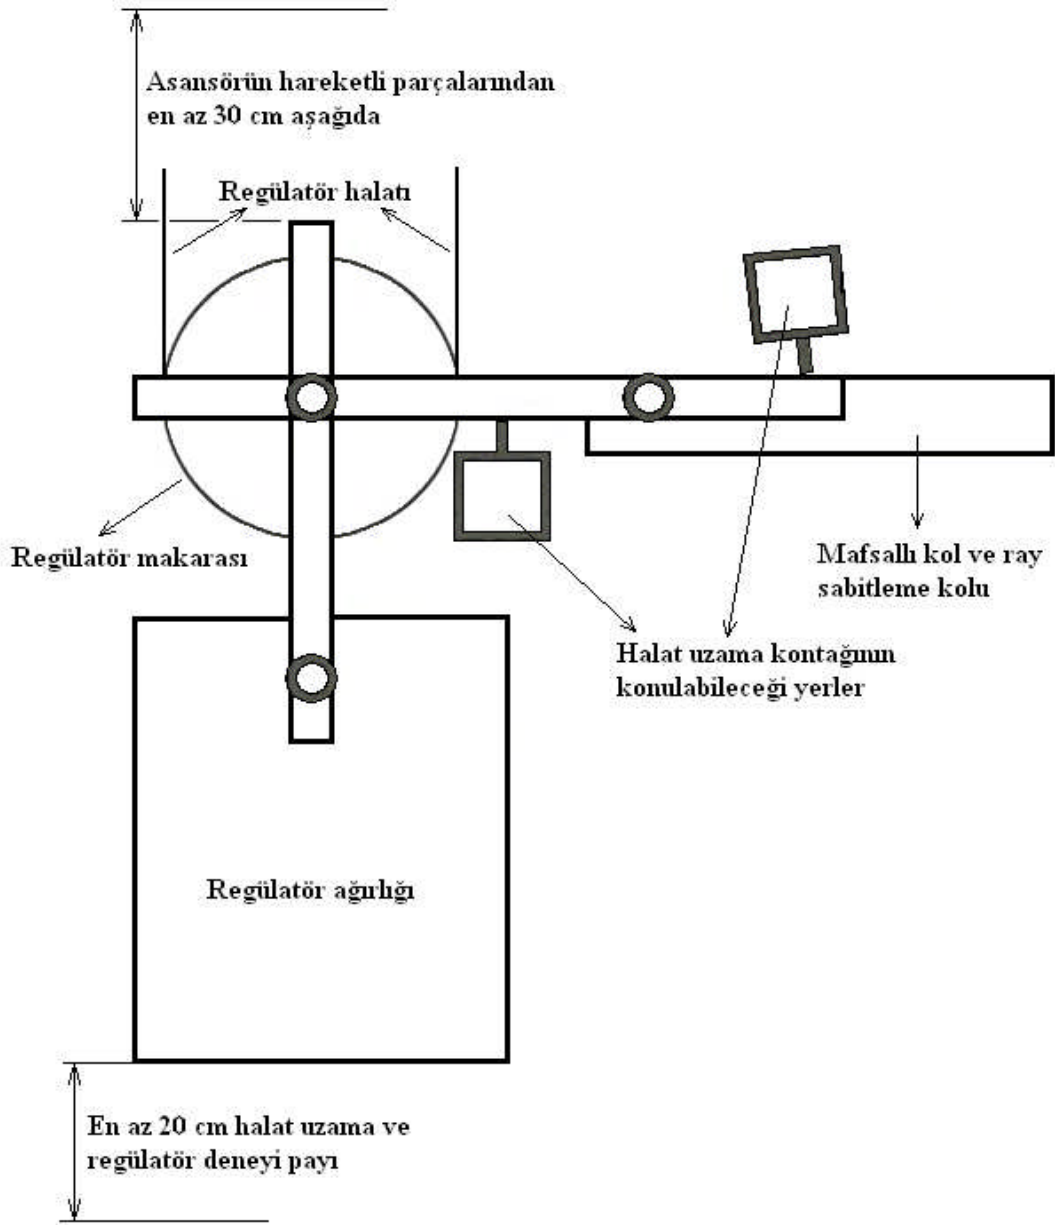 Asansörün hareketli parçalarından
en az 30 cm aşağıda
Regülatör halatı
Regülatör makarası
Mafsallı kol ve ray
sabitleme kolu
Halat uzama kontağının
konulabileceği yerler
Regülatör ağırlığı
En az 20 cm halat uzama ve
regülatör deneyi payı